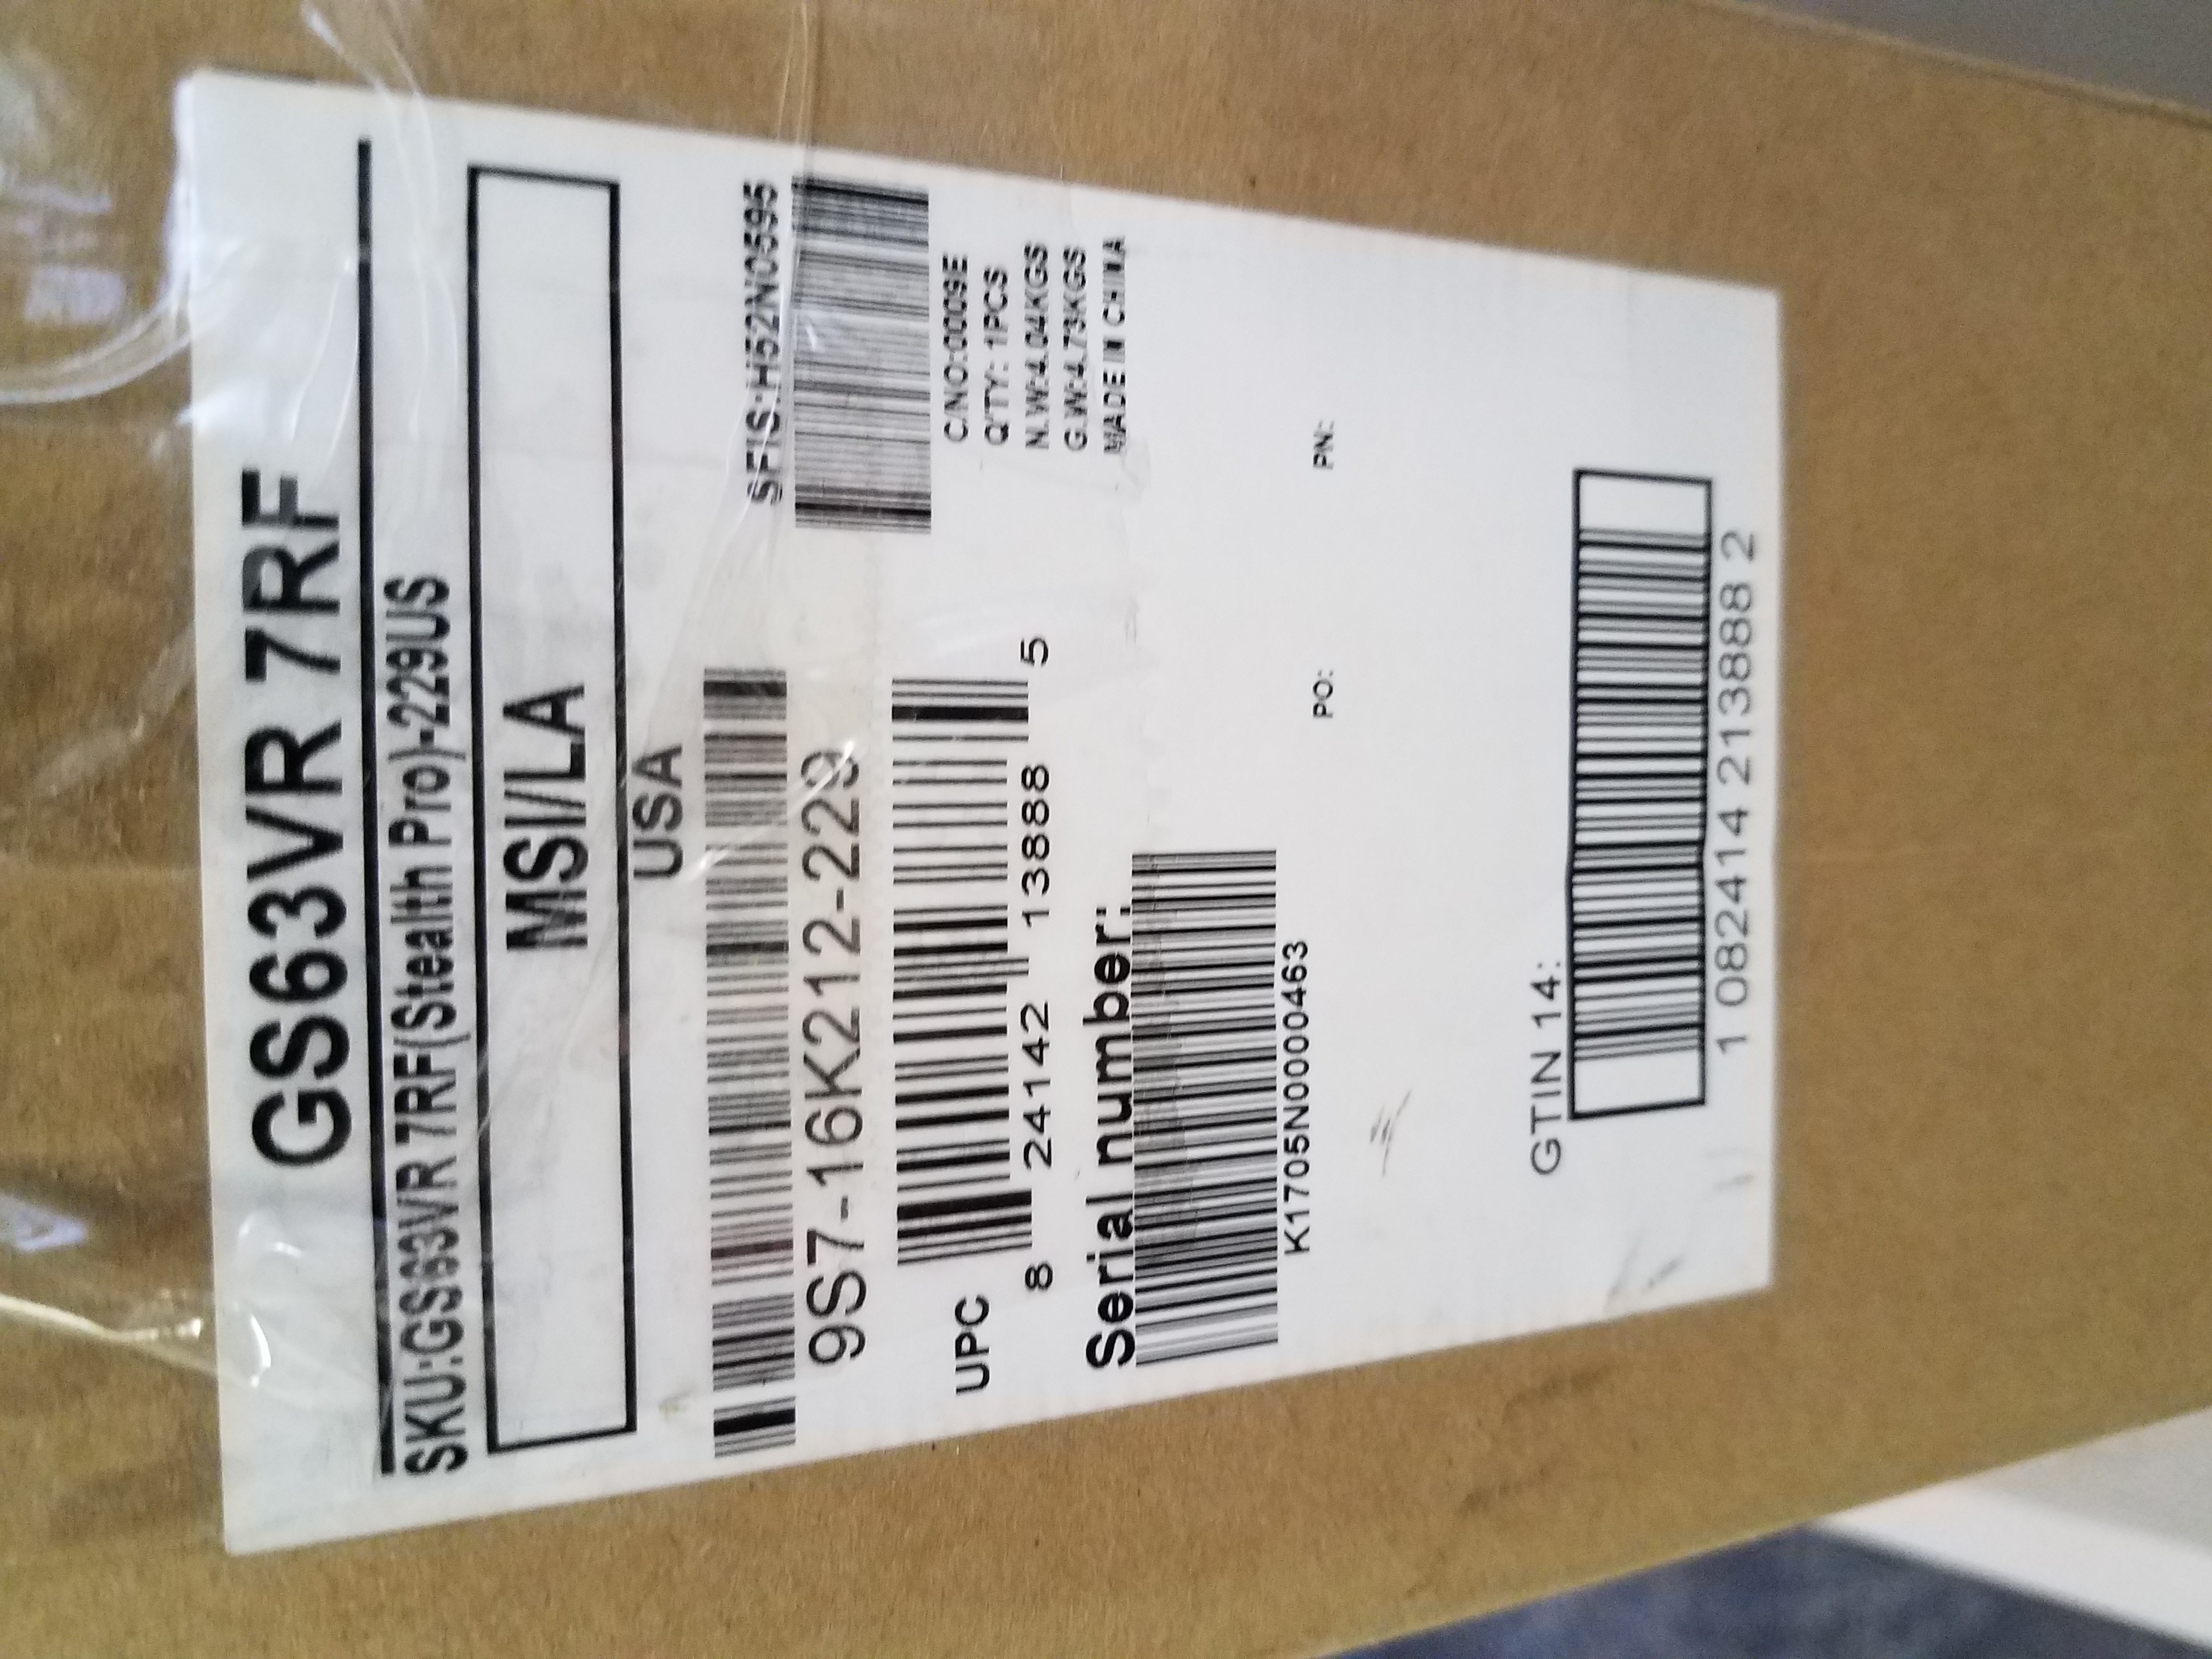 GS63VR 7RF
SKU:GS63VR 7RF(Stealth Pro)-229US
MSI/LA
USA
SFIS:H52N0595
9S7-16K212-229
C/NO:0009E
Q'TY: 1PCS
N.W:4.04KGS
G.W:4.73KGS
MADE IN CHINA
UPC
8 24142 13888 5
Serial number:
K1705N0000463
PO:
PN:
GTIN 14:
1 0824142 13888 2